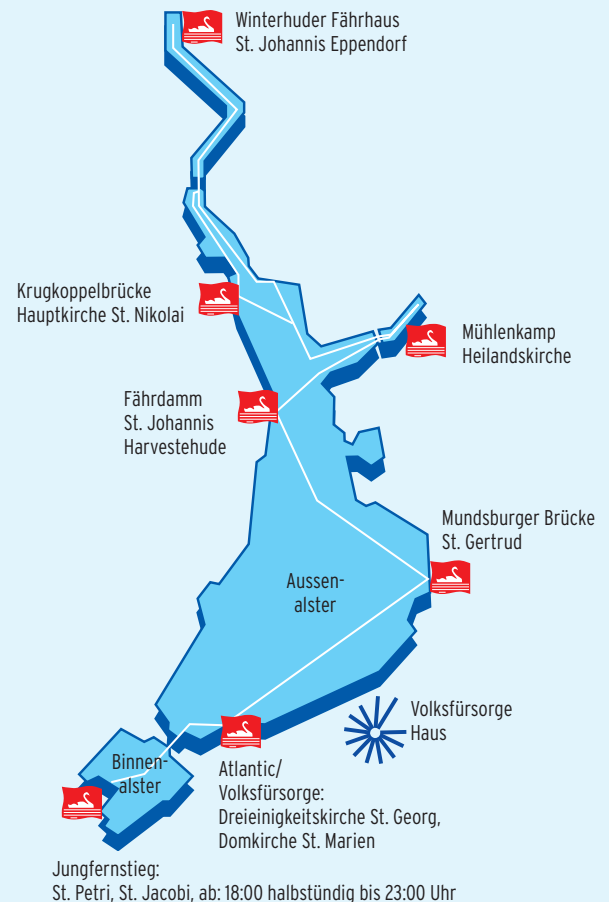 Winterhuder Fährhaus
St. Johannis Eppendorf
Krugkoppelbrücke
Hauptkirche St. Nikolai
Mühlenkamp
Heilandskirche
Fährdamm
St. Johannis
Harvestehude
Mundsburger Brücke
St. Gertrud
Aussen-
alster
Volksfürsorge
Haus
Binnen-
alster
Atlantic/
Volksfürsorge:
Dreieinigkeitskirche St. Georg,
Domkirche St. Marien
Jungfernstieg:
St. Petri, St. Jacobi, ab: 18:00 halbstündig bis 23:00 Uhr